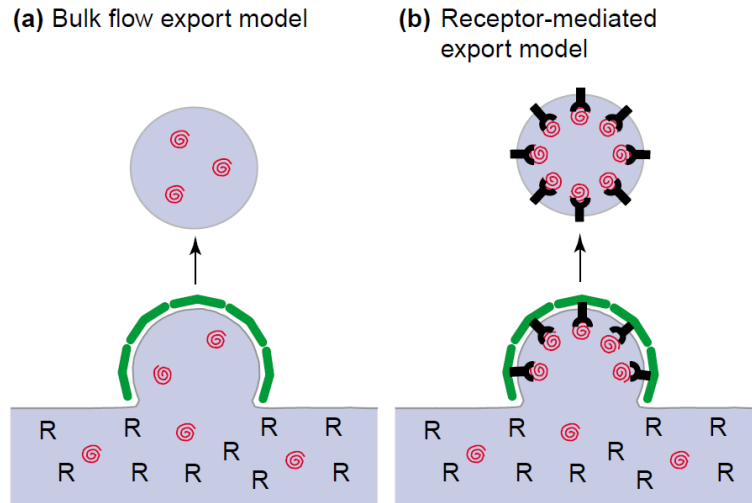 (a) Bulk flow export model
(b) Receptor-mediated
export model
R R R R
R
R R R R R
R R R R
R
R R R R R